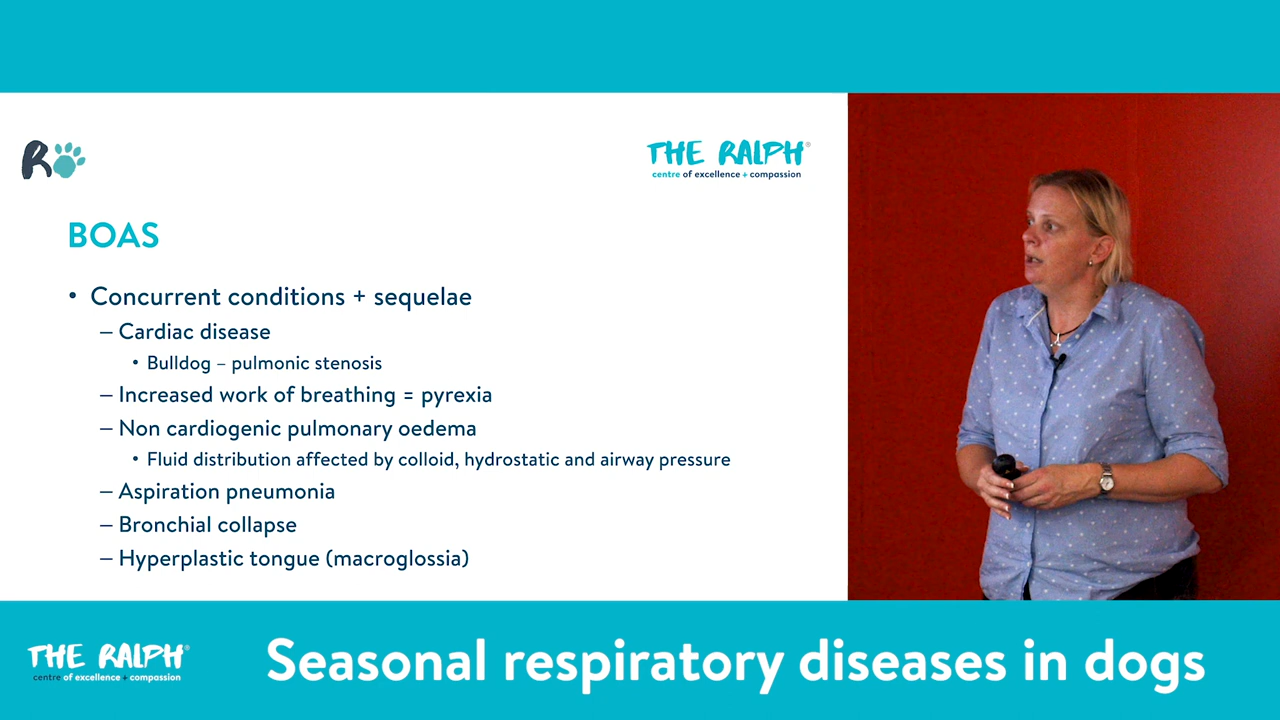 R
THE RALPH®
centre of excellence + compassion
BOAS
• Concurrent conditions + sequelae
– Cardiac disease
• Bulldog – pulmonic stenosis
– Increased work of breathing = pyrexia
– Non cardiogenic pulmonary oedema
• Fluid distribution affected by colloid, hydrostatic and airway pressure
– Aspiration pneumonia
– Bronchial collapse
– Hyperplastic tongue (macroglossia)
THE RALPH®
centre of excellence + compassion
Seasonal respiratory diseases in dogs